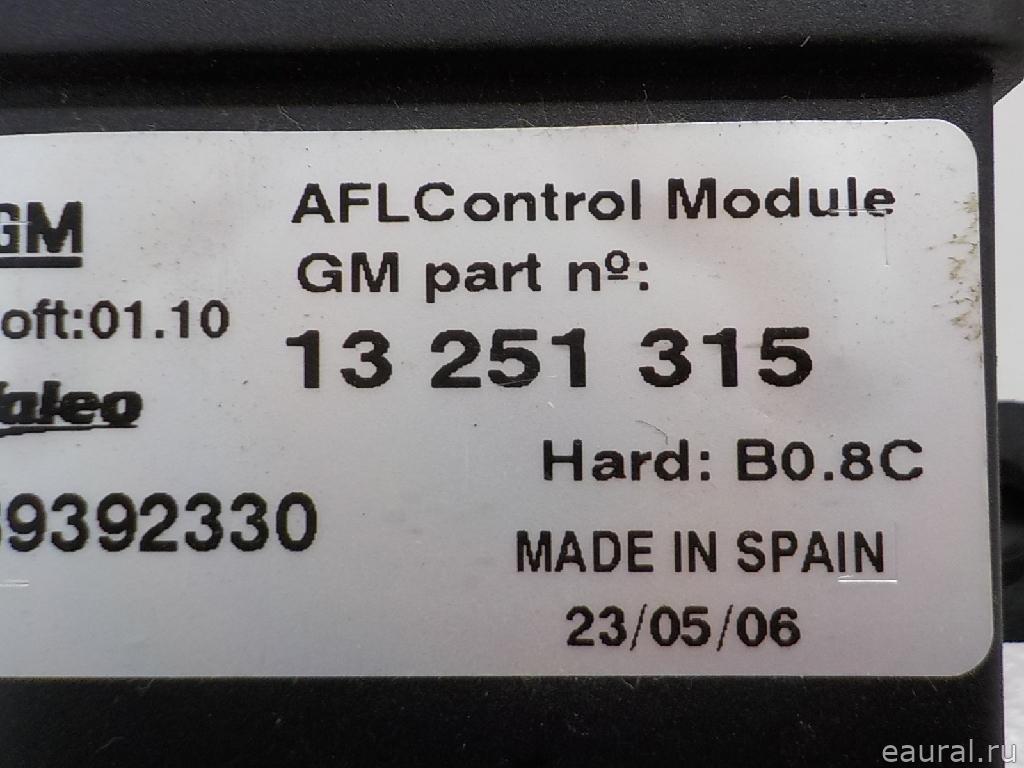 GM
AFLControl Module
GM part nº:
oft:01.10
13 251 315
Valeo
Hard: B0.8C
9392330
MADE IN SPAIN
23/05/06
eaural.ru